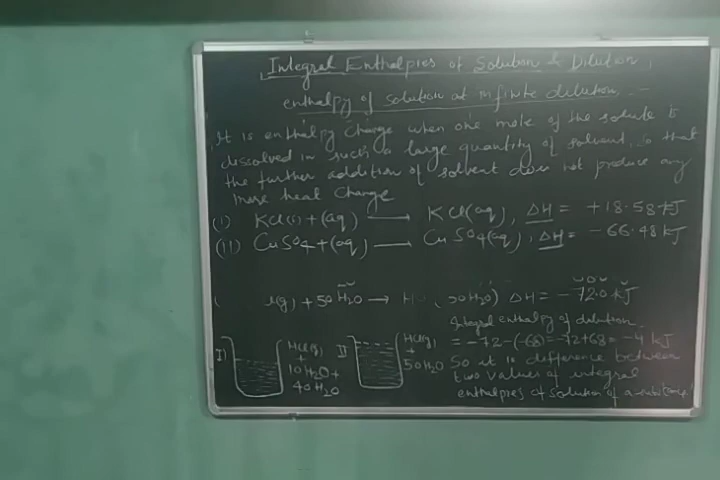 Integral Enthalpies of Solution & Dilution,
enthalpy of solution at infinite dilution. -
It is enthalpy change when one mole of the solute is
dissolved in such a large quantity of solvent, so that
the further addition of solvent does not produce any
more heat change
(i) KCl(s) + (aq) → KCl(aq), ΔH = +18.58 kJ
(II) CuSO4 + (aq) → CuSO4(aq), ΔH = -66.48 kJ
(g) + 50 H2O → H (50H2O) ΔH = -72.0 kJ
Integral enthalpy of dilution
= -72-(-68) = -72+68 = -4 kJ
So it is difference between
two values of integral
enthalpies of solution of a substance
I)
HCl(g)
+
10H2O +
40H2O
II
HCl(g)
+
50H2O